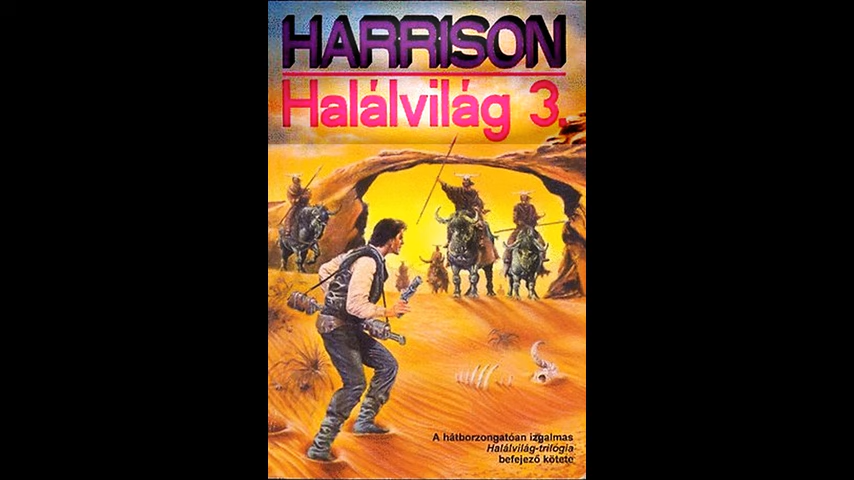 HARRISON
Halálvilág 3.
A hátborzongatóan izgalmas
Halálvilág-trilógia
befejező kötete